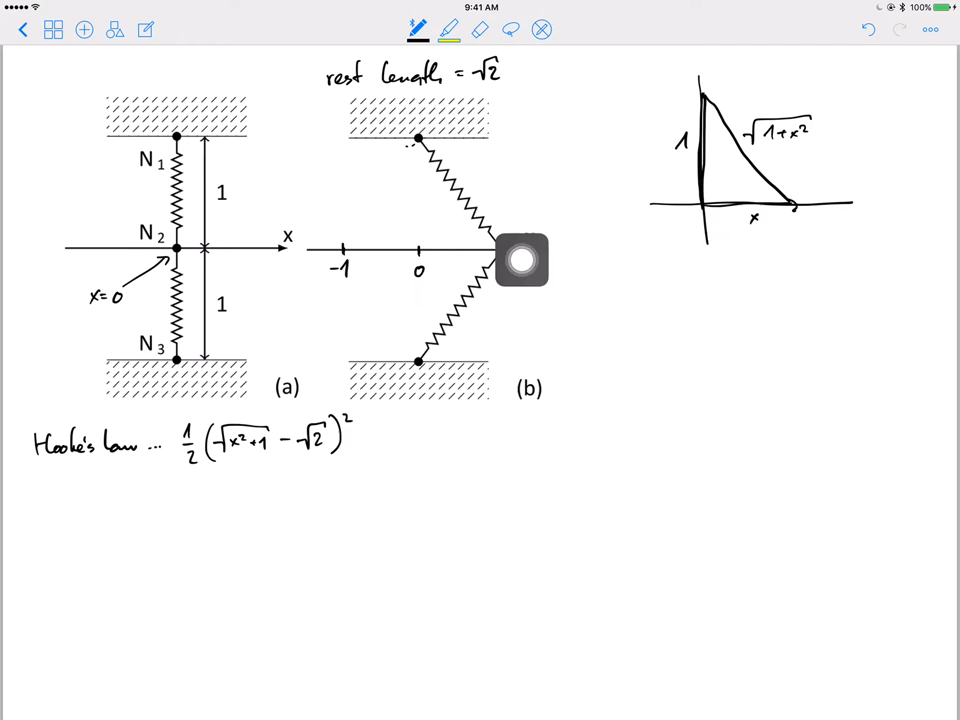 9:41 AM
100%
rest length = √2
N1
1
N2
x
x=0
1
N3
(a)
-1
0
(b)
1
√1+x²
x
Hooke's Law ... 1/2 (√x²+1 - √2)²